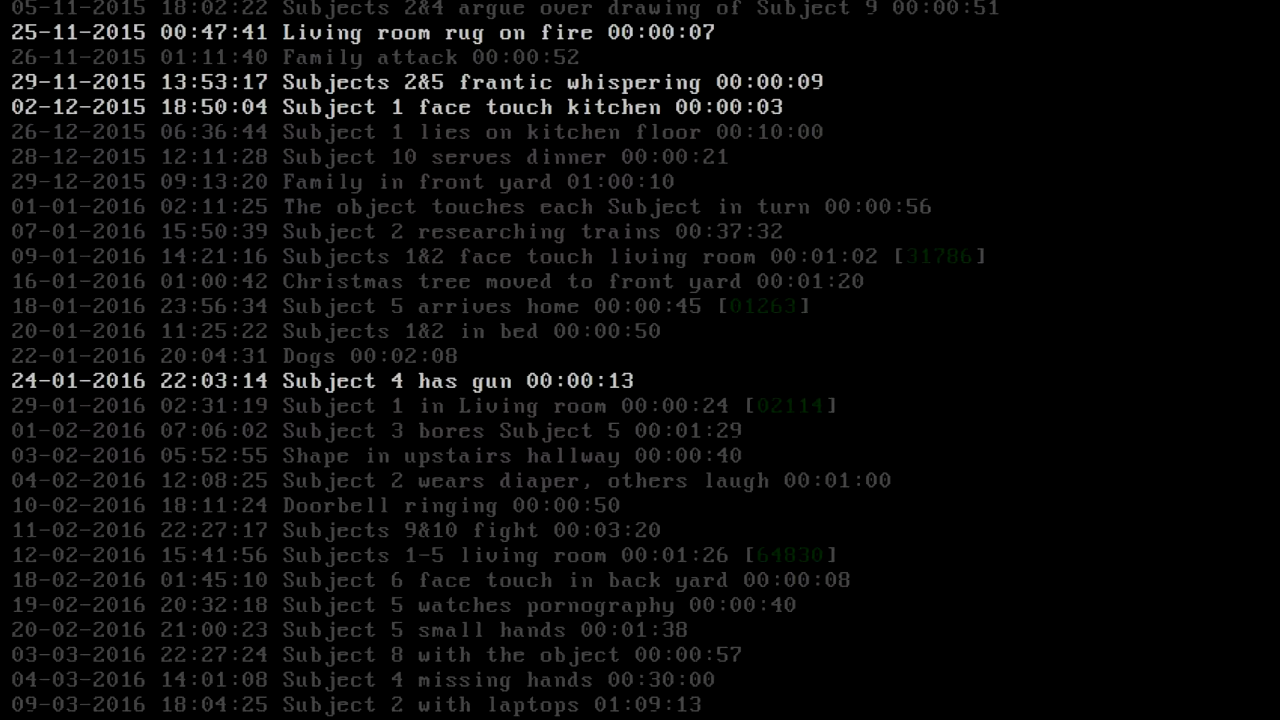 05-11-2015 18:02:22 Subjects 2&4 argue over drawing of Subject 9 00:00:51
25-11-2015 00:47:41 Living room rug on fire 00:00:07
26-11-2015 01:11:40 Family attack 00:00:52
29-11-2015 13:53:17 Subjects 2&5 frantic whispering 00:00:09
02-12-2015 18:50:04 Subject 1 face touch kitchen 00:00:03
26-12-2015 06:36:44 Subject 1 lies on kitchen floor 00:10:00
28-12-2015 12:11:28 Subject 10 serves dinner 00:00:21
29-12-2015 09:13:20 Family in front yard 01:00:10
01-01-2016 02:11:25 The object touches each Subject in turn 00:00:56
07-01-2016 15:50:39 Subject 2 researching trains 00:37:32
09-01-2016 14:21:16 Subjects 1&2 face touch living room 00:01:02 [31786]
16-01-2016 01:00:42 Christmas tree moved to front yard 00:01:20
18-01-2016 23:56:34 Subject 5 arrives home 00:00:45 [01263]
20-01-2016 11:25:22 Subjects 1&2 in bed 00:00:50
22-01-2016 20:04:31 Dogs 00:02:08
24-01-2016 22:03:14 Subject 4 has gun 00:00:13
29-01-2016 02:31:19 Subject 1 in Living room 00:00:24 [02114]
01-02-2016 07:06:02 Subject 3 bores Subject 5 00:01:29
03-02-2016 05:52:55 Shape in upstairs hallway 00:00:40
04-02-2016 12:08:25 Subject 2 wears diaper, others laugh 00:01:00
10-02-2016 18:11:24 Doorbell ringing 00:00:50
11-02-2016 22:27:17 Subjects 9&10 fight 00:03:20
12-02-2016 15:41:56 Subjects 1-5 living room 00:01:26 [64830]
18-02-2016 01:45:10 Subject 6 face touch in back yard 00:00:08
19-02-2016 20:32:18 Subject 5 watches pornography 00:00:40
20-02-2016 21:00:23 Subject 5 small hands 00:01:38
03-03-2016 22:27:24 Subject 8 with the object 00:00:57
04-03-2016 14:01:08 Subject 4 missing hands 00:30:00
09-03-2016 18:04:25 Subject 2 with laptops 01:09:13